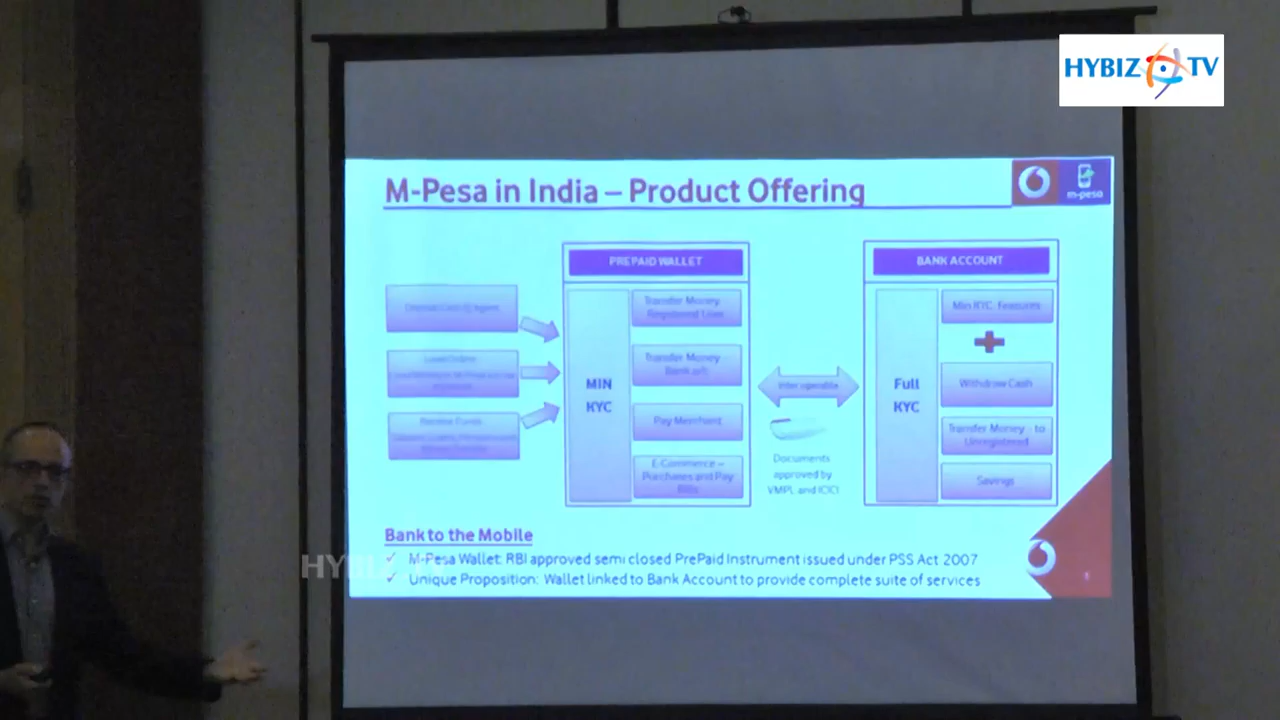 HYBIZ TV
M-Pesa in India – Product Offering
m-pesa
PREPAID WALLET
BANK ACCOUNT
Transfer Money
Registered User
Min KYC Features
Transfer Money
Bank a/c
MIN
KYC
Inter operable
Full
KYC
Withdraw Cash
Pay Merchant
Transfer Money - to
Unregistered
E-Commerce –
Purchases and Pay
Bills
Documents
approved by
VMPL and ICICI
Savings
Bank to the Mobile
✓ M-Pesa Wallet: RBI approved semi closed PrePaid Instrument issued under PSS Act 2007
✓ Unique Proposition: Wallet linked to Bank Account to provide complete suite of services
HYBIZ TV